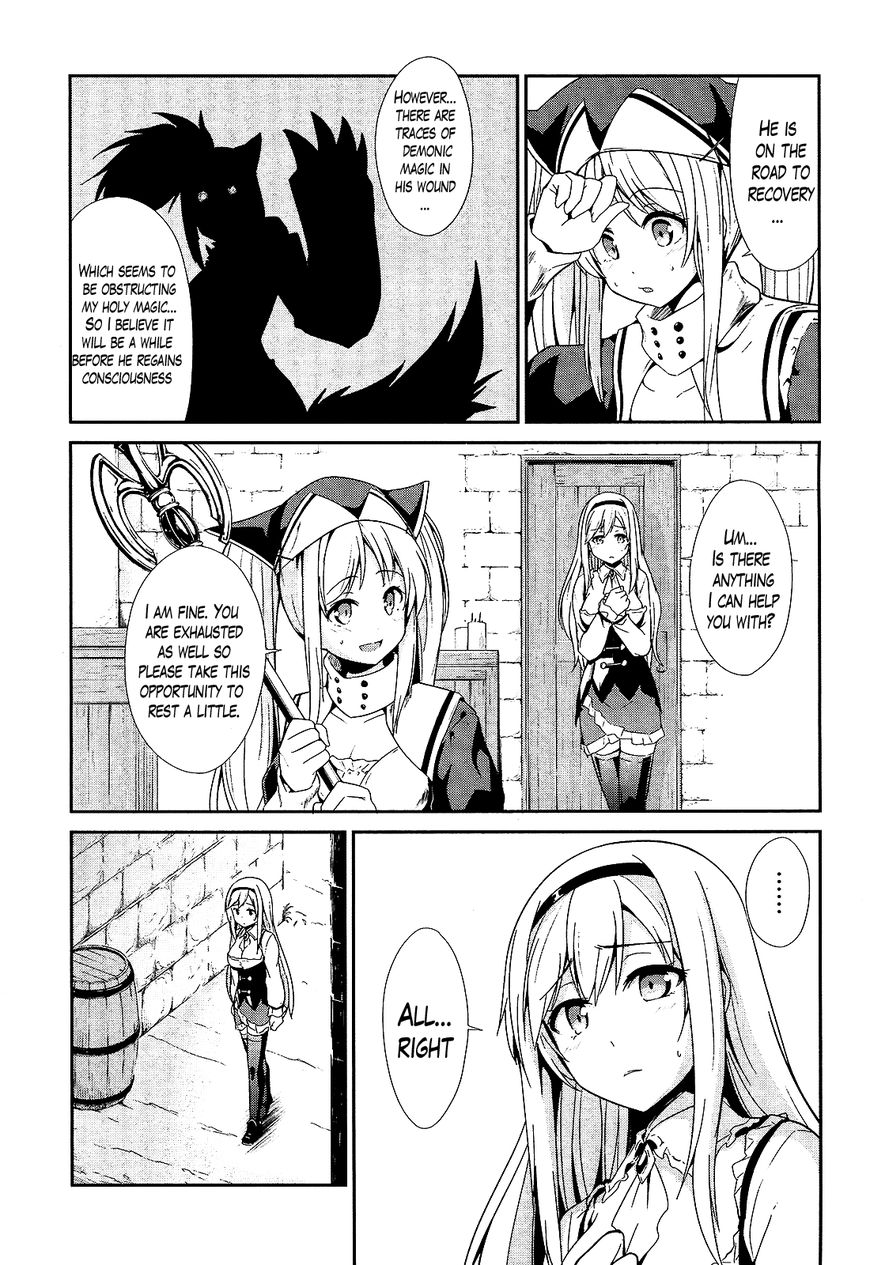 HE IS
ON THE
ROAD TO
RECOVERY
...
HOWEVER...
THERE ARE
TRACES OF
DEMONIC
MAGIC IN
HIS WOUND
...
WHICH SEEMS TO
BE OBSTRUCTING
MY HOLY MAGIC...
SO I BELIEVE IT
WILL BE A WHILE
BEFORE HE REGAINS
CONSCIOUSNESS
UM...
IS THERE
ANYTHING
I CAN HELP
YOU WITH?
I AM FINE. YOU
ARE EXHAUSTED
AS WELL SO
PLEASE TAKE THIS
OPPORTUNITY TO
REST A LITTLE.
......
ALL...
RIGHT